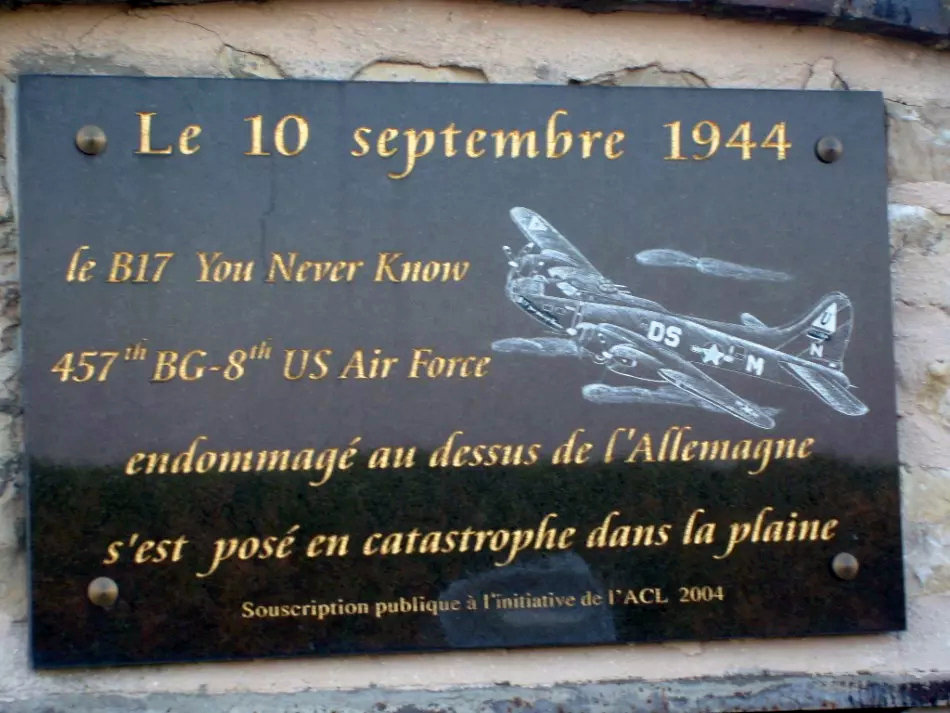 Le 10 septembre 1944
le B17 You Never Know
457th BG-8th US Air Force
DS M
U
N
endommagé au dessus de l'Allemagne
s'est posé en catastrophe dans la plaine
Souscription publique à l'initiative de l'ACL 2004